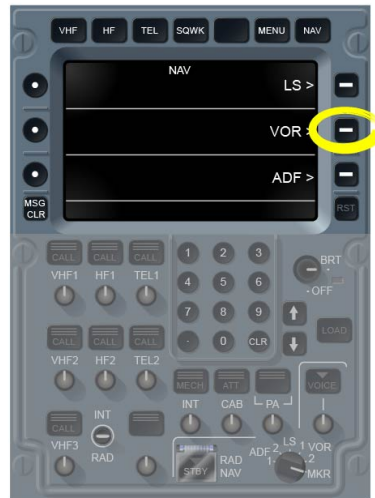 VHF HF TEL SQWK MENU NAV
NAV
LS >
VOR >
ADF >
MSG
CLR
RST
CALL CALL CALL
VHF1 HF1 TEL1
1 2 3
4 5 6
7 8 9
· 0 CLR
BRT
· OFF
LOAD
CALL CALL CALL
VHF2 HF2 TEL2
MECH ATT VOICE
INT CAB PA
CALL
VHF3
INT
RAD
STBY
RAD
NAV
ADF 2 LS 1 VOR
1 2
MKR